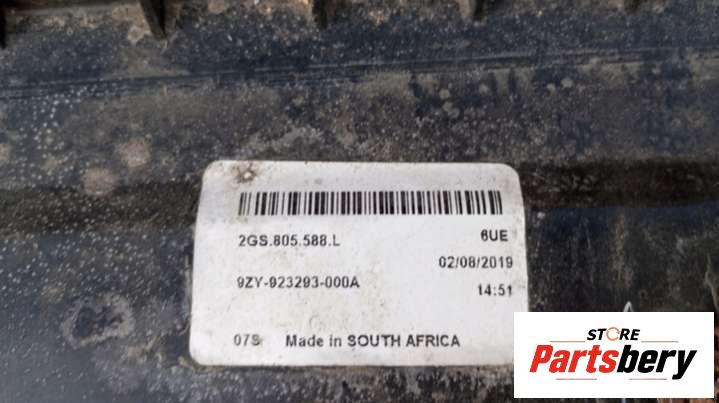 2GS.805.588.L 6UE
02/08/2019
9ZY-923293-000A
14:51
07S Made in SOUTH AFRICA
STORE
Partsbery